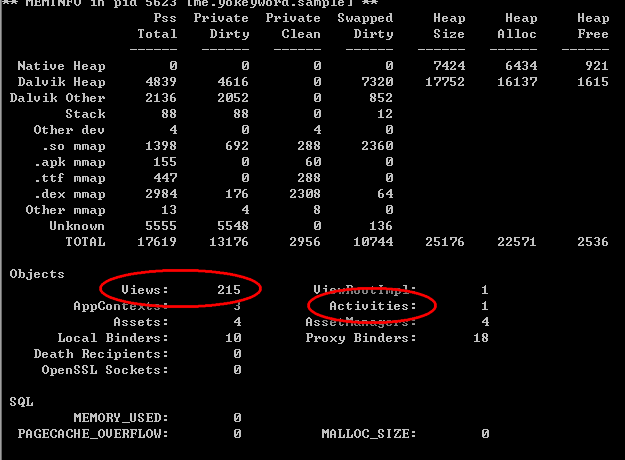 ** MEMINFO in pid 5623 [me.yokeyword.sample] **
Pss Private Private Swapped Heap Heap Heap
Total Dirty Clean Dirty Size Alloc Free
------ ------ ------ ------ ------ ------ ------
Native Heap 0 0 0 0 7424 6434 921
Dalvik Heap 4839 4616 0 7320 17752 16137 1615
Dalvik Other 2136 2052 0 852
Stack 88 88 0 12
Other dev 4 0 4 0
.so mmap 1398 692 288 2360
.apk mmap 155 0 60 0
.ttf mmap 447 0 288 0
.dex mmap 2984 176 2308 64
Other mmap 13 4 8 0
Unknown 5555 5548 0 136
TOTAL 17619 13176 2956 10744 25176 22571 2536
Objects
Views: 215 ViewRootImpl: 1
AppContexts: 3 Activities: 1
Assets: 4 AssetManagers: 4
Local Binders: 10 Proxy Binders: 18
Death Recipients: 0
OpenSSL Sockets: 0
SQL
MEMORY_USED: 0
PAGECACHE_OVERFLOW: 0 MALLOC_SIZE: 0